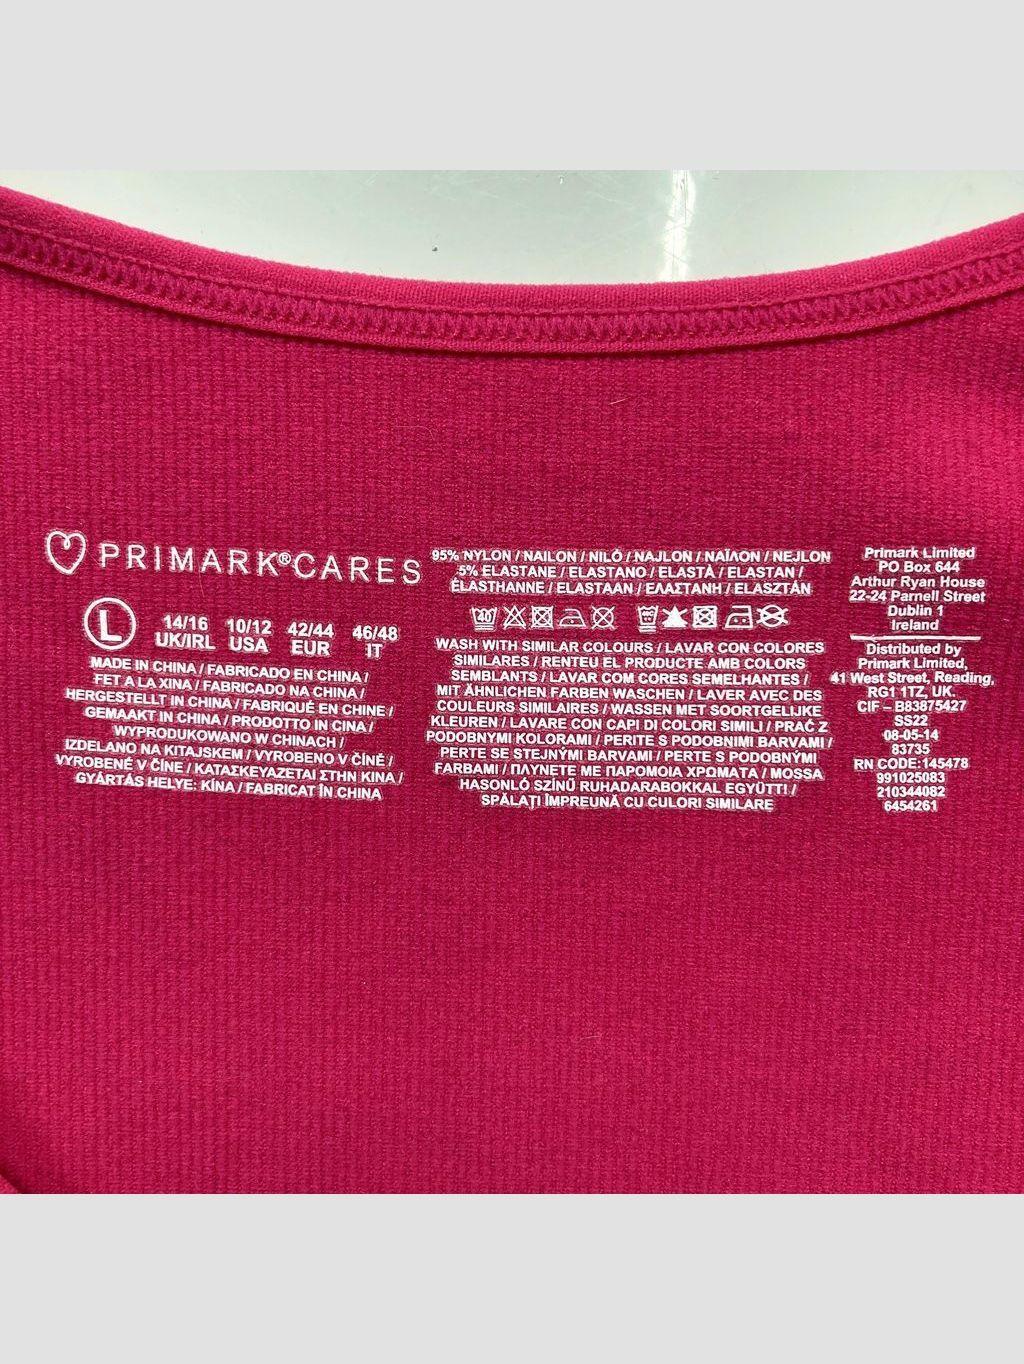 PRIMARK®CARES
L
14/16 10/12 42/44 46/48
UK/IRL USA EUR IT
MADE IN CHINA / FABRICADO EN CHINA /
FET A LA XINA / FABRICADO NA CHINA /
HERGESTELLT IN CHINA / FABRIQUÉ EN CHINE /
GEMAAKT IN CHINA / PRODOTTO IN CINA /
WYPRODUKOWANO W CHINACH /
IZDELANO NA KITAJSKEM / VYROBENO V ČÍNĚ /
VYROBENÉ V ČÍNE / ΚΑΤΑΣΚΕΥΑΖΕΤΑΙ ΣΤΗΝ ΚΙΝΑ /
GYÁRTÁS HELYE: KÍNA / FABRICAT ÎN CHINA
95% NYLON / NAILON / NILÓ / NAJLON / ΝΑΪΛΟΝ / NEJLON
5% ELASTANE / ELASTANO / ELASTÀ / ELASTAN /
ÉLASTHANNE / ELASTAAN / ΕΛΑΣΤΑΝΗ / ELASZTÁN
40
WASH WITH SIMILAR COLOURS / LAVAR CON COLORES
SIMILARES / RENTEU EL PRODUCTE AMB COLORS
SEMBLANTS / LAVAR COM CORES SEMELHANTES /
MIT ÄHNLICHEN FARBEN WASCHEN / LAVER AVEC DES
COULEURS SIMILAIRES / WASSEN MET SOORTGELIJKE
KLEUREN / LAVARE CON CAPI DI COLORI SIMILI / PRAĆ Z
PODOBNYMI KOLORAMI / PERITE S PODOBNIMI BARVAMI /
PERTE SE STEJNÝMI BARVAMI / PERTE S PODOBNÝMI
FARBAMI / ΠΛΥΝΕΤΕ ΜΕ ΠΑΡΟΜΟΙΑ ΧΡΩΜΑΤΑ / MOSSA
HASONLÓ SZÍNŰ RUHADARABOKKAL EGYÜTT! /
SPĂLAȚI ÎMPREUNĂ CU CULORI SIMILARE
Primark Limited
PO Box 644
Arthur Ryan House
22-24 Parnell Street
Dublin 1
Ireland
Distributed by
Primark Limited,
41 West Street, Reading,
RG1 1TZ, UK.
CIF – B83875427
SS22
08-05-14
83735
RN CODE:145478
991025083
210344082
6454261